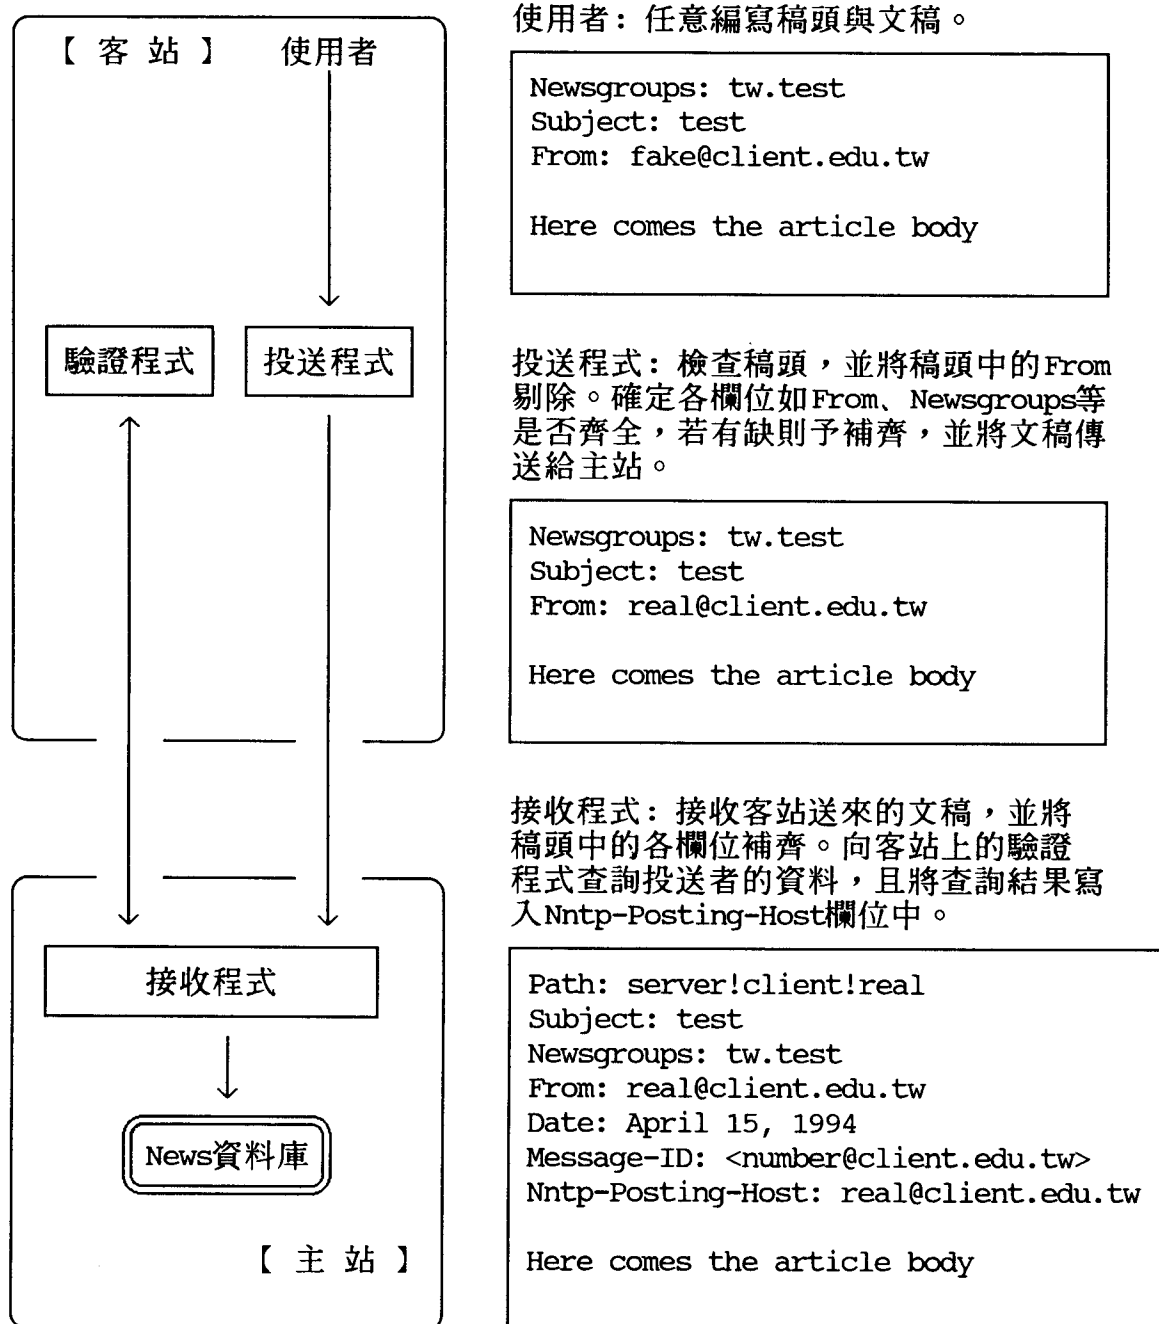 【 客 站 】 使用者
驗證程式 投送程式
接收程式
News資料庫
【 主 站 】
使用者：任意編寫稿頭與文稿。
Newsgroups: tw.test
Subject: test
From: fake@client.edu.tw
Here comes the article body
投送程式：檢查稿頭，並將稿頭中的From
剔除。確定各欄位如From、Newsgroups等
是否齊全，若有缺則予補齊，並將文稿傳
送給主站。
Newsgroups: tw.test
Subject: test
From: real@client.edu.tw
Here comes the article body
接收程式：接收客站送來的文稿，並將
稿頭中的各欄位補齊。向客站上的驗證
程式查詢投送者的資料，且將查詢結果寫
入Nntp-Posting-Host欄位中。
Path: server!client!real
Subject: test
Newsgroups: tw.test
From: real@client.edu.tw
Date: April 15, 1994
Message-ID: <number@client.edu.tw>
Nntp-Posting-Host: real@client.edu.tw
Here comes the article body